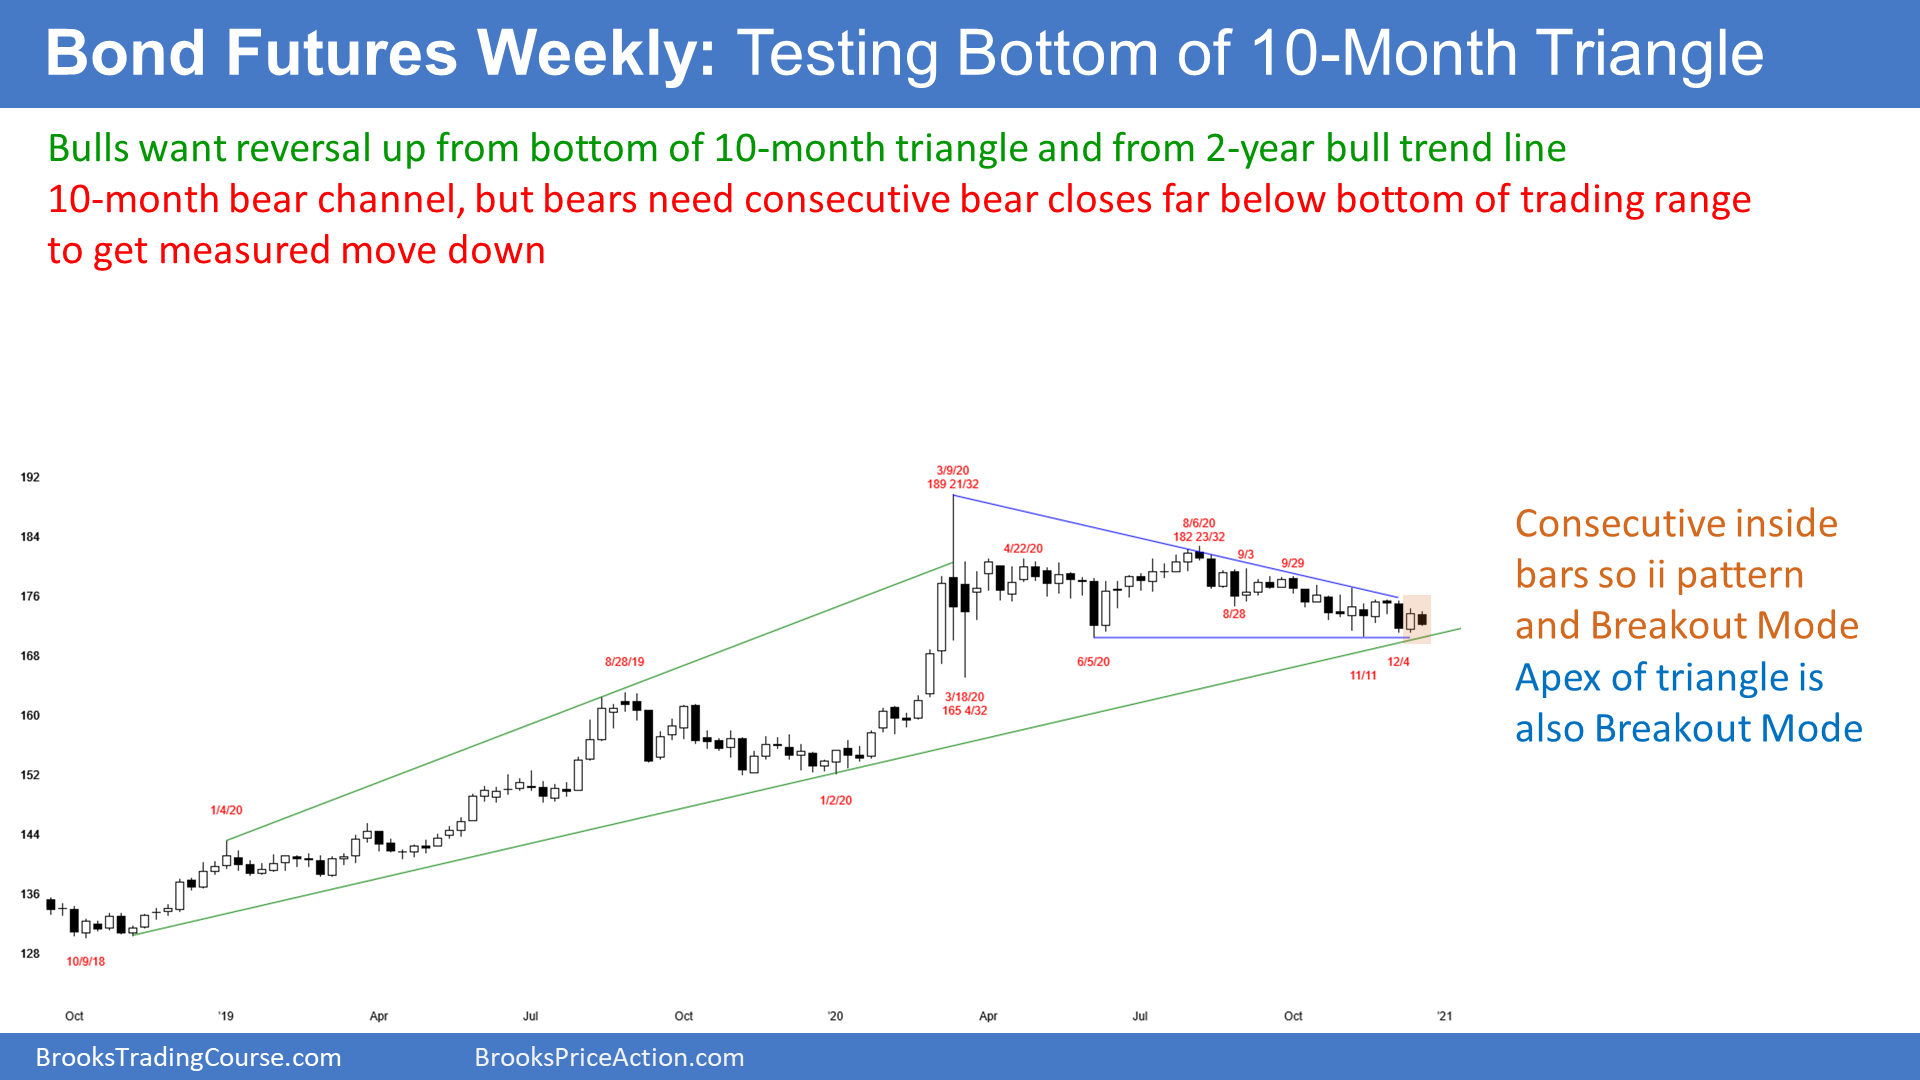 Bond Futures Weekly: Testing Bottom of 10-Month Triangle
Bulls want reversal up from bottom of 10-month triangle and from 2-year bull trend line
10-month bear channel, but bears need consecutive bear closes far below bottom of trading range
to get measured move down
192
184
176
168
160
152
144
136
128
10/9/18
1/4/20
8/28/19
1/2/20
3/9/20
189 21/32
3/18/20
165 4/32
4/22/20
6/5/20
8/6/20
182 23/32
8/28
9/3
9/29
11/11
12/4
Consecutive inside
bars so ii pattern
and Breakout Mode
Apex of triangle is
also Breakout Mode
Oct
'19
Apr
Jul
Oct
'20
Apr
Jul
Oct
'21
BrooksTradingCourse.com
BrooksPriceAction.com